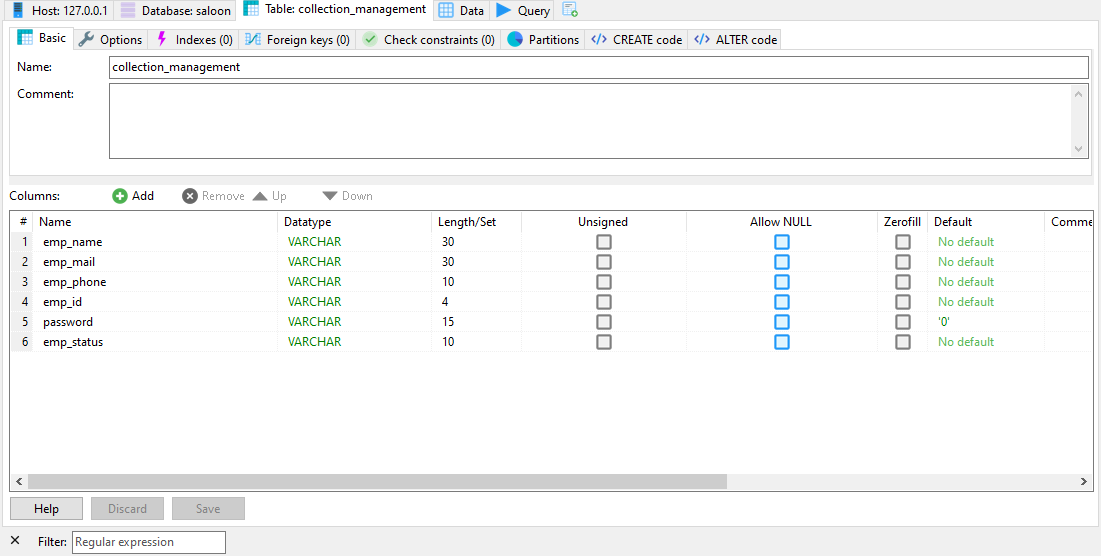 Host: 127.0.0.1 Database: saloon Table: collection_management Data Query
Basic Options Indexes (0) Foreign keys (0) Check constraints (0) Partitions CREATE code ALTER code
Name: collection_management
Comment:
Columns: Add Remove Up Down
# Name Datatype Length/Set Unsigned Allow NULL Zerofill Default Comme
1 emp_name VARCHAR 30 No default
2 emp_mail VARCHAR 30 No default
3 emp_phone VARCHAR 10 No default
4 emp_id VARCHAR 4 No default
5 password VARCHAR 15 '0'
6 emp_status VARCHAR 10 No default
Help Discard Save
Filter: Regular expression